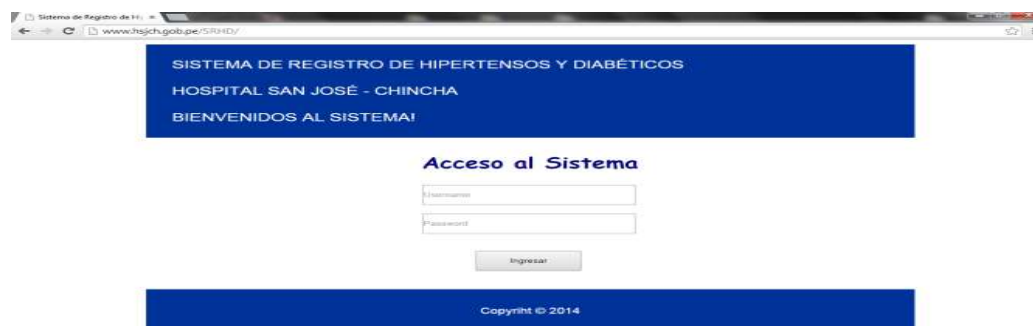 Sistema de Registro de Hi
www.hsjch.gob.pe/SRHD/
SISTEMA DE REGISTRO DE HIPERTENSOS Y DIABÉTICOS
HOSPITAL SAN JOSÉ - CHINCHA
BIENVENIDOS AL SISTEMA!
Acceso al Sistema
Username
Password
Ingresar
Copyriht © 2014